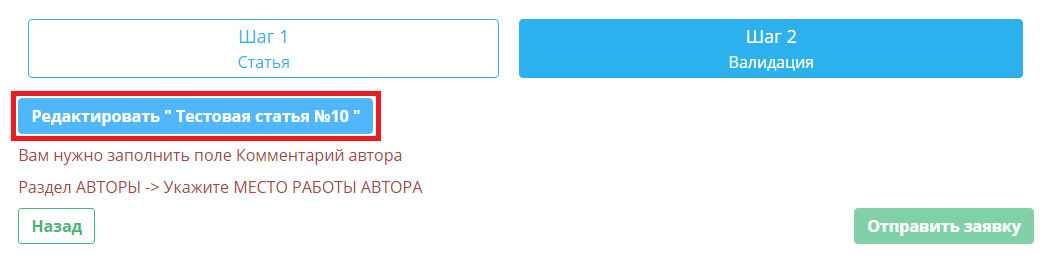 Шаг 1
Статья
Шаг 2
Валидация
Редактировать " Тестовая статья №10 "
Вам нужно заполнить поле Комментарий автора
Раздел АВТОРЫ -> Укажите МЕСТО РАБОТЫ АВТОРА
Назад
Отправить заявку